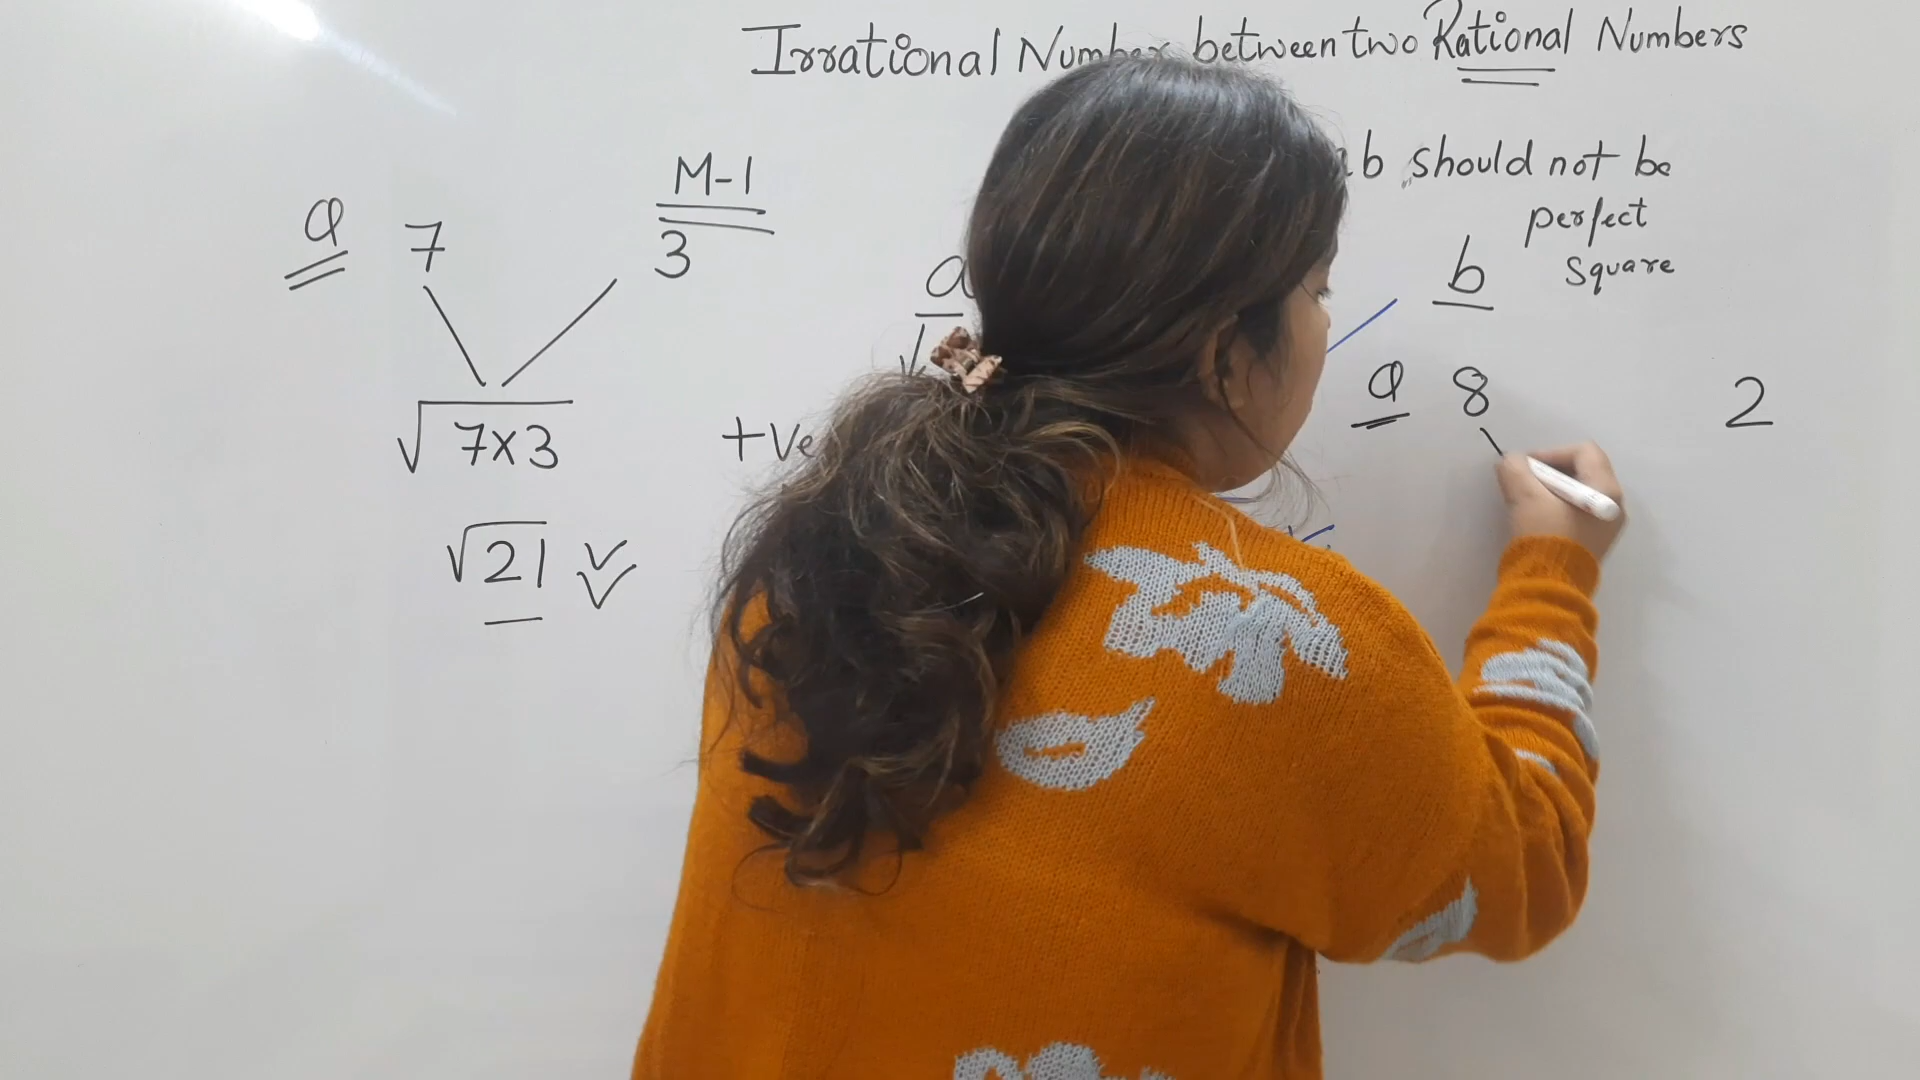 Irrational Number between two Rational Numbers
M-1
b should not be
perfect
square
Q 7 3
a b
√7×3
+ve
√21
Q 8 2